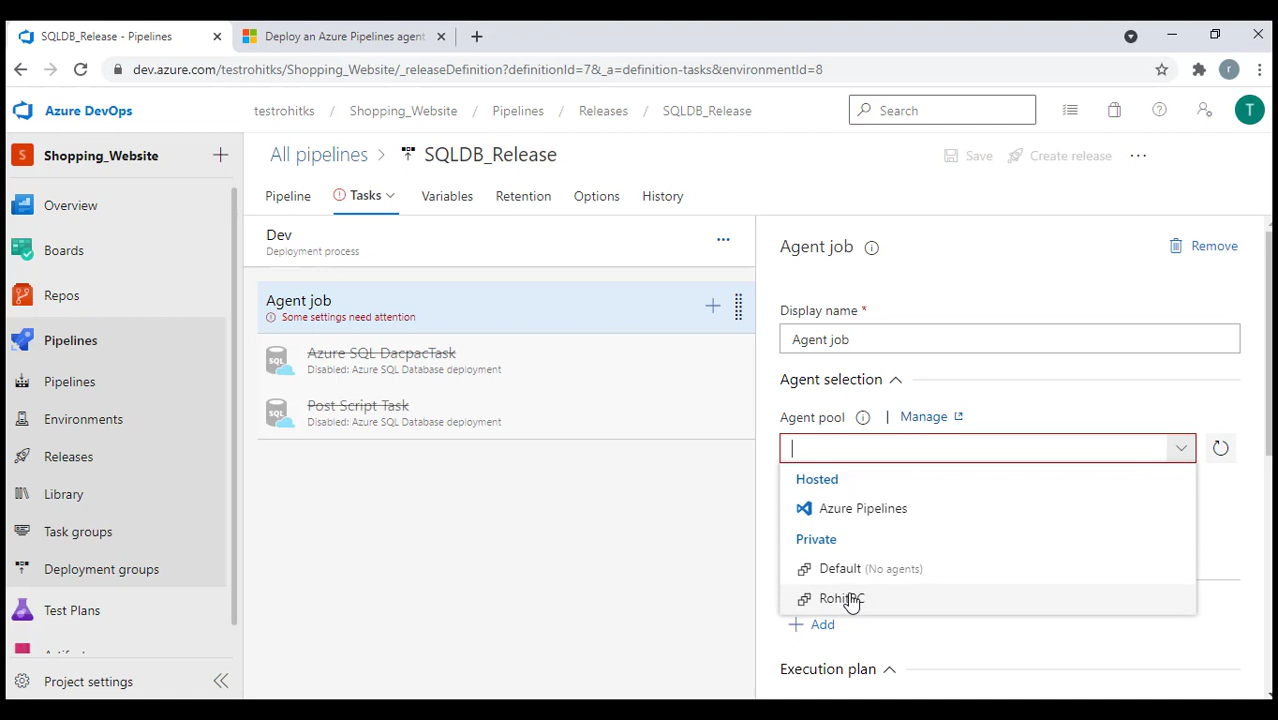 SQLDB_Release - Pipelines
Deploy an Azure Pipelines agent
dev.azure.com/testrohitks/Shopping_Website/_releaseDefinition?definitionId=7&_a=definition-tasks&environmentId=8
r
Azure DevOps
testrohitks / Shopping_Website / Pipelines / Releases / SQLDB_Release
Search
T
S Shopping_Website
Overview
Boards
Repos
Pipelines
Pipelines
Environments
Releases
Library
Task groups
Deployment groups
Test Plans
Project settings
All pipelines > SQLDB_Release
Save
Create release
Pipeline
Tasks
Variables
Retention
Options
History
Dev
Deployment process
Agent job
Some settings need attention
SQL
Azure SQL DacpacTask
Disabled: Azure SQL Database deployment
SQL
Post Script Task
Disabled: Azure SQL Database deployment
Agent job
Remove
Display name *
Agent job
Agent selection
Agent pool | Manage
Hosted
Azure Pipelines
Private
Default (No agents)
Add
Execution plan